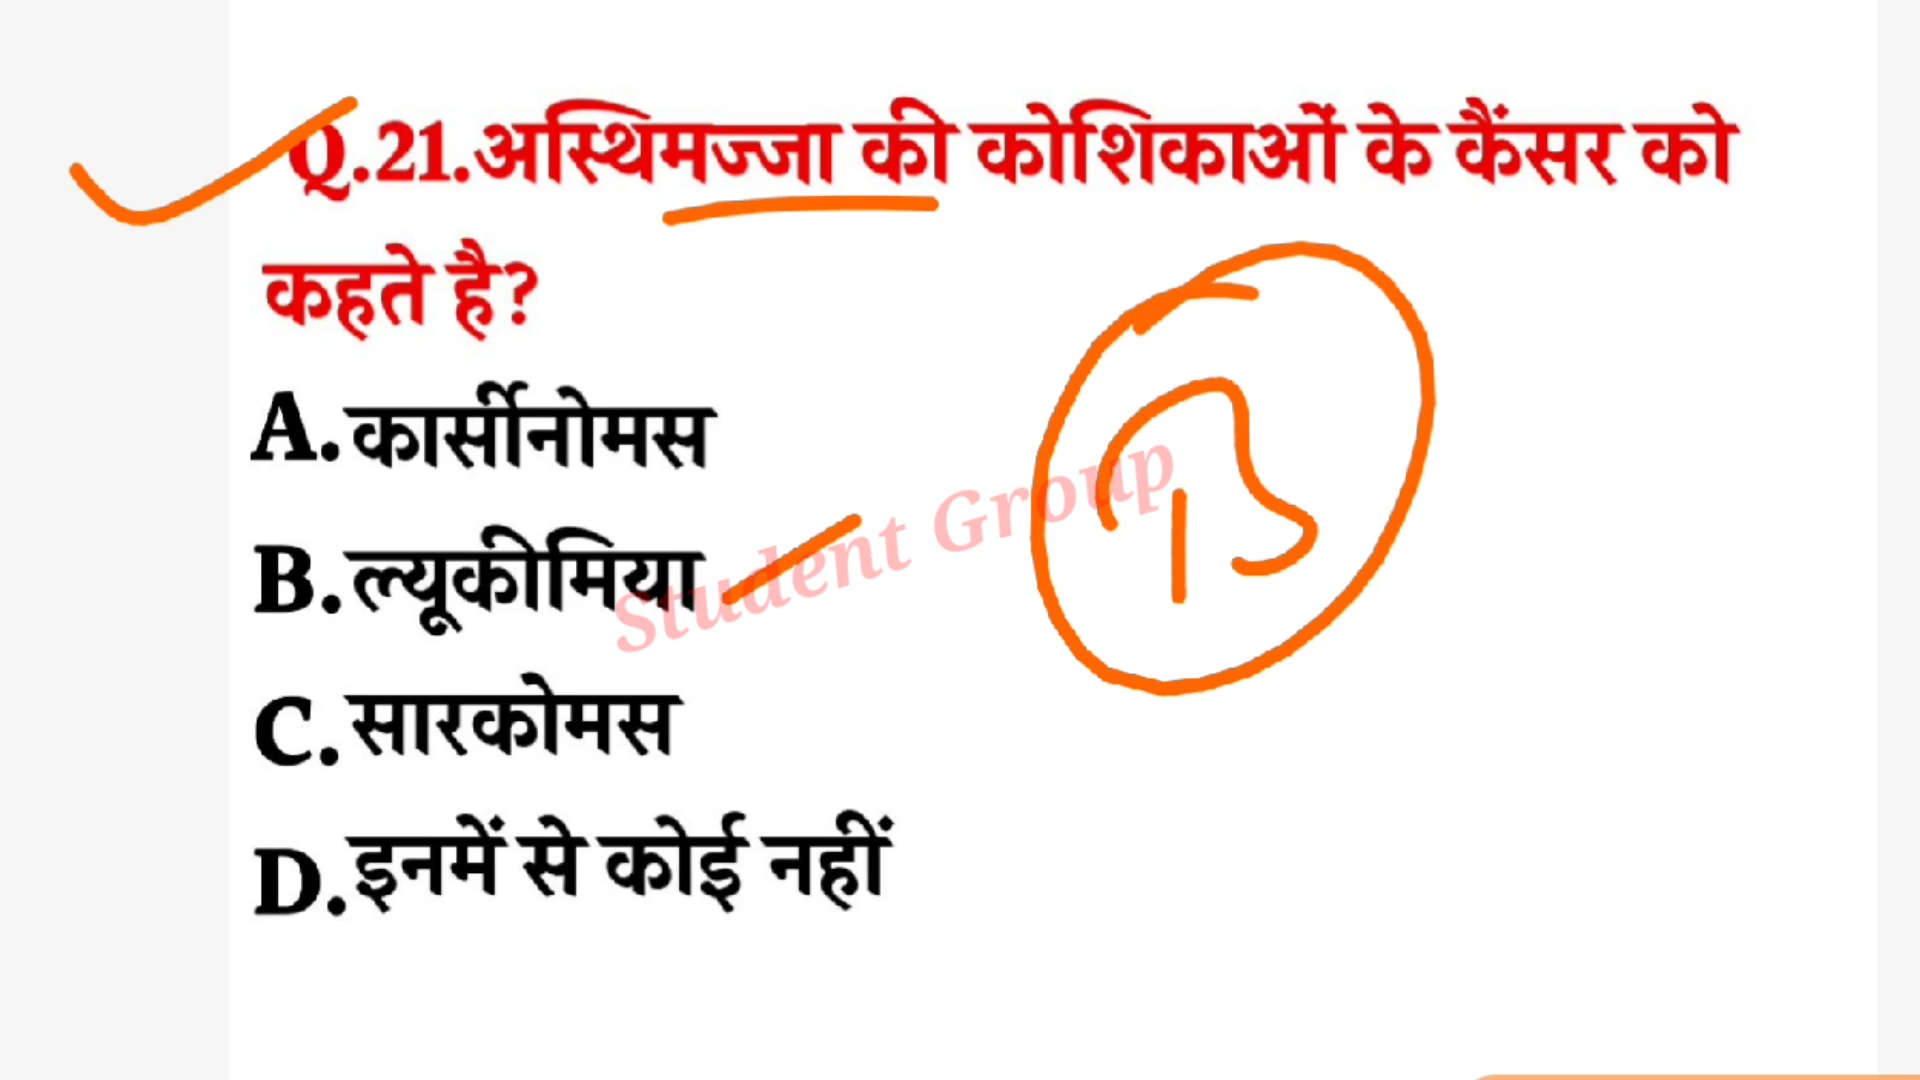 Q.21.अस्थिमज्जा की कोशिकाओं के कैंसर को
कहते है?
A.कार्सीनोमस
B.ल्यूकीमिया
C.सारकोमस
D.इनमें से कोई नहीं
Student Group
B